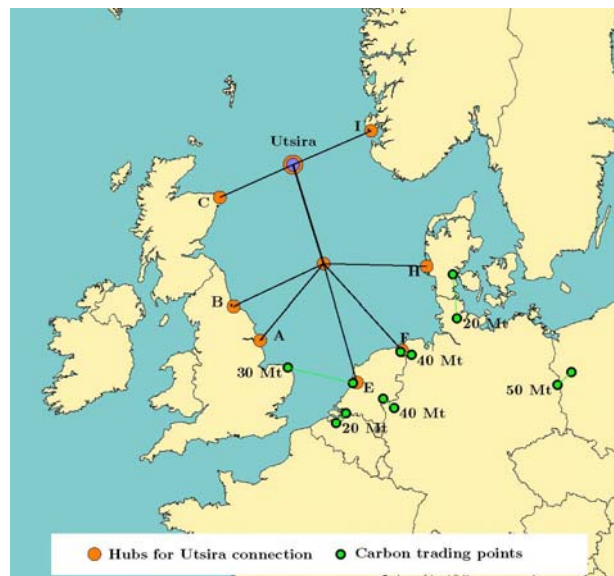 I
Utsira
C
H
B
A
F
20 Mt
40 Mt
30 Mt
E
50 Mt
40 Mt
20 Mt
Hubs for Utsira connection
Carbon trading points